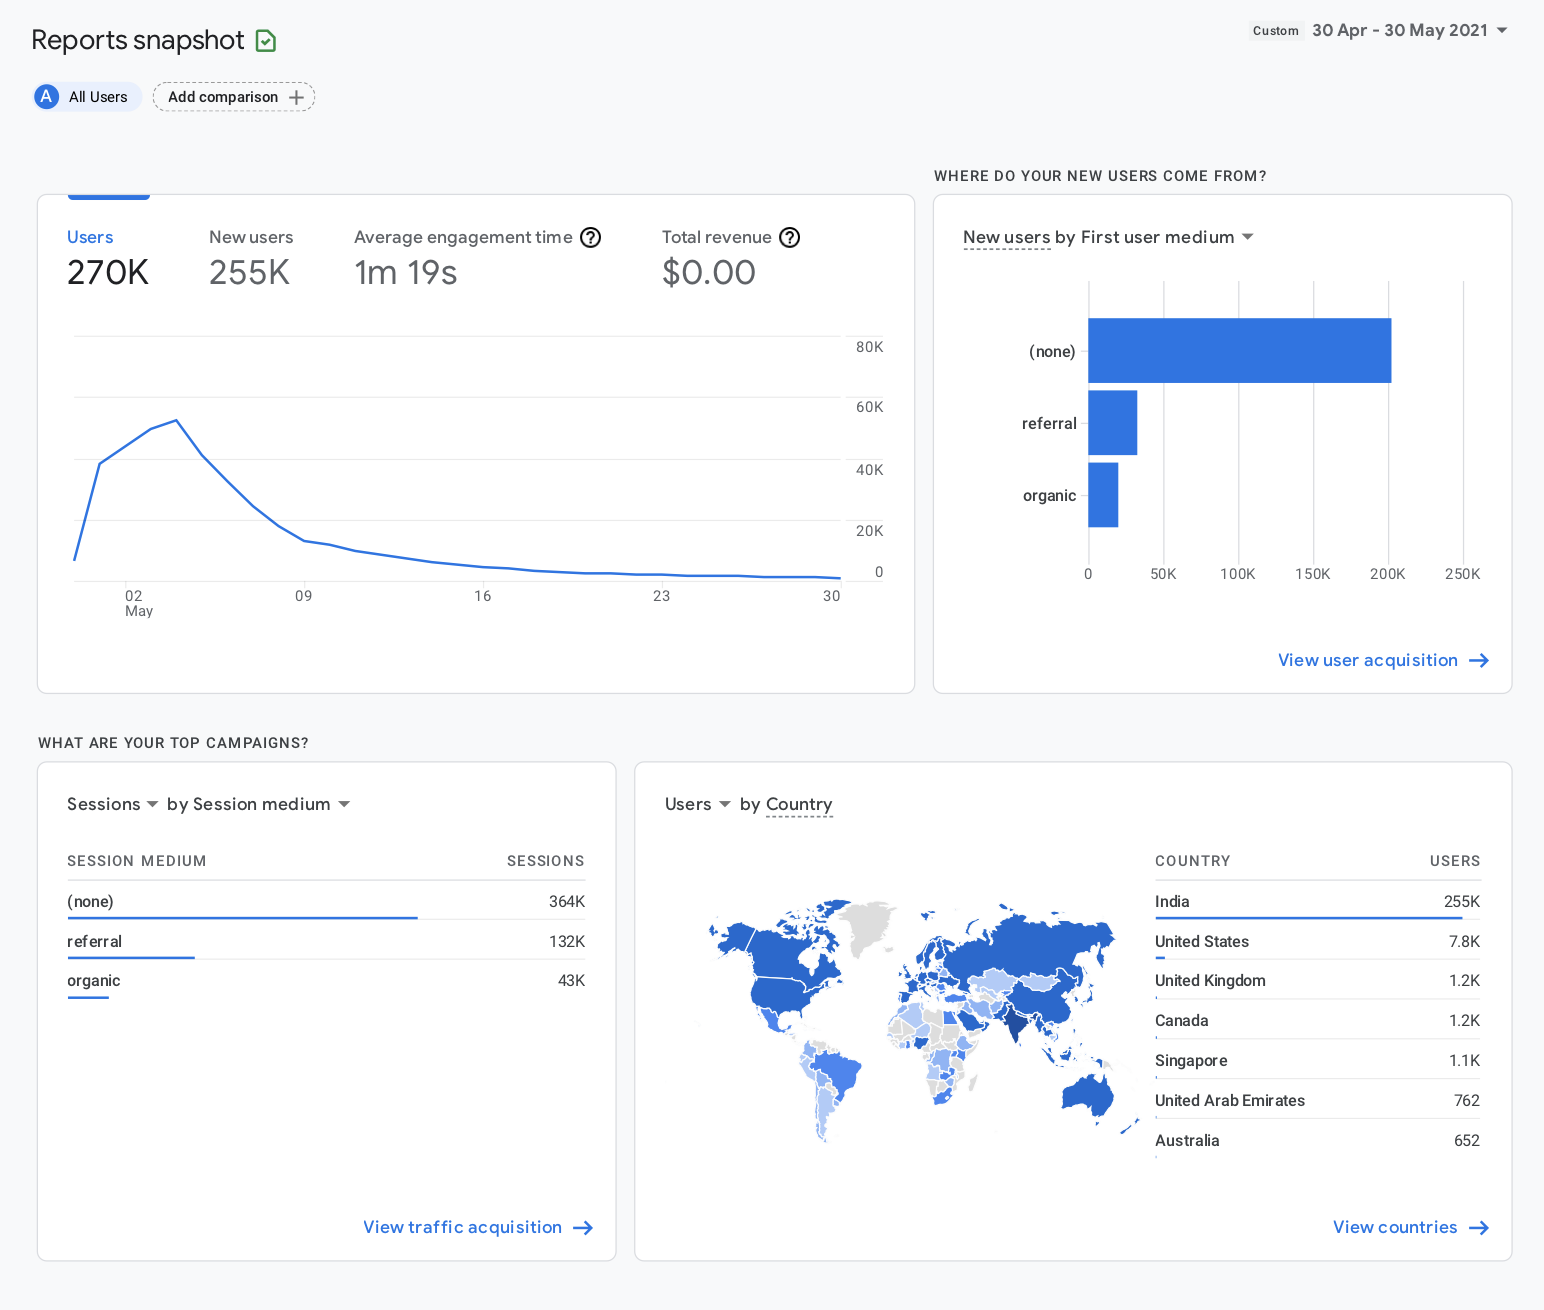 Reports snapshot
Custom 30 Apr - 30 May 2021
A All Users Add comparison
Users New users Average engagement time ? Total revenue ?
270K 255K 1m 19s $0.00
80K
60K
40K
20K
0
02 09 16 23 30
May
WHERE DO YOUR NEW USERS COME FROM?
New users by First user medium
(none)
referral
organic
0 50K 100K 150K 200K 250K
View user acquisition
WHAT ARE YOUR TOP CAMPAIGNS?
Sessions by Session medium
SESSION MEDIUM SESSIONS
(none) 364K
referral 132K
organic 43K
View traffic acquisition
Users by Country
COUNTRY USERS
India 255K
United States 7.8K
United Kingdom 1.2K
Canada 1.2K
Singapore 1.1K
United Arab Emirates 762
Australia 652
View countries